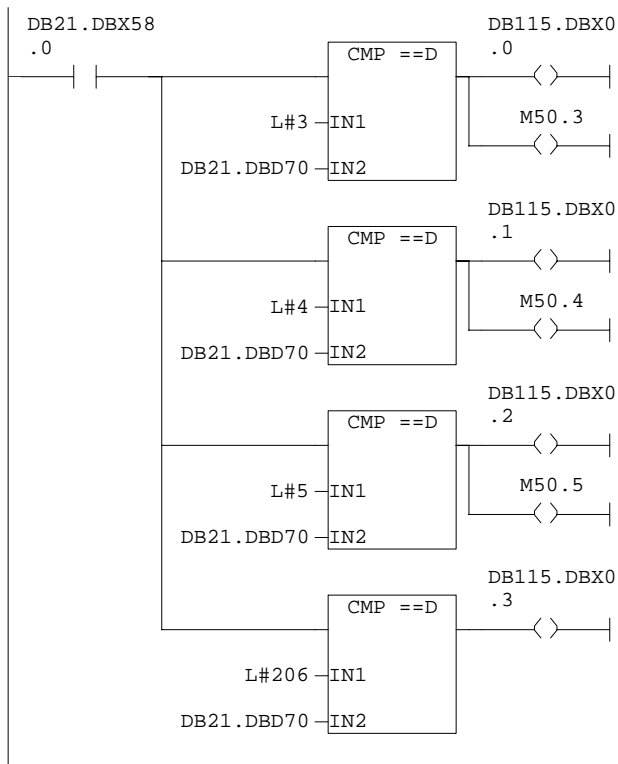 DB21.DBX58
.0
CMP ==D
DB115.DBX0
.0
L#3 IN1
M50.3
DB21.DBD70 IN2
CMP ==D
DB115.DBX0
.1
L#4 IN1
M50.4
DB21.DBD70 IN2
CMP ==D
DB115.DBX0
.2
L#5 IN1
M50.5
DB21.DBD70 IN2
CMP ==D
DB115.DBX0
.3
L#206 IN1
DB21.DBD70 IN2